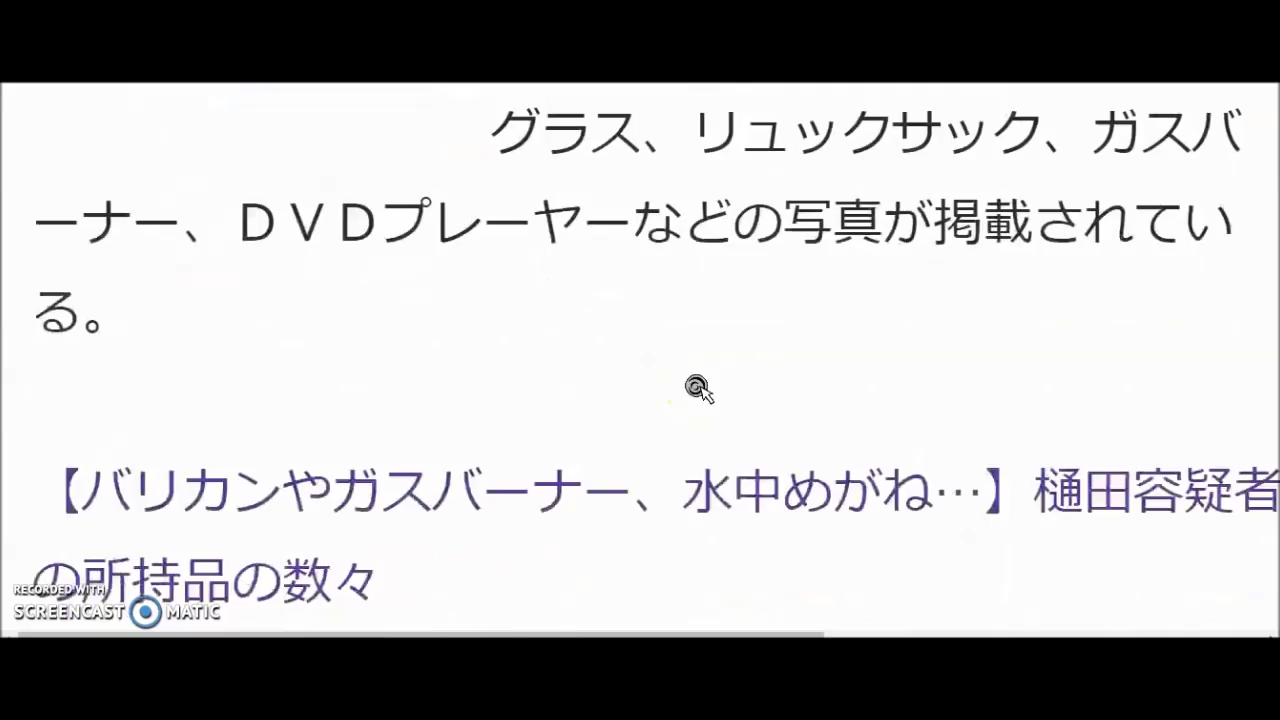 グラス、リュックサック、ガスバ
ーナー、ＤＶＤプレーヤーなどの写真が掲載されてい
る。
【バリカンやガスバーナー、水中めがね…】樋田容疑者
の所持品の数々
RECORDED WITH
SCREENCAST MATIC